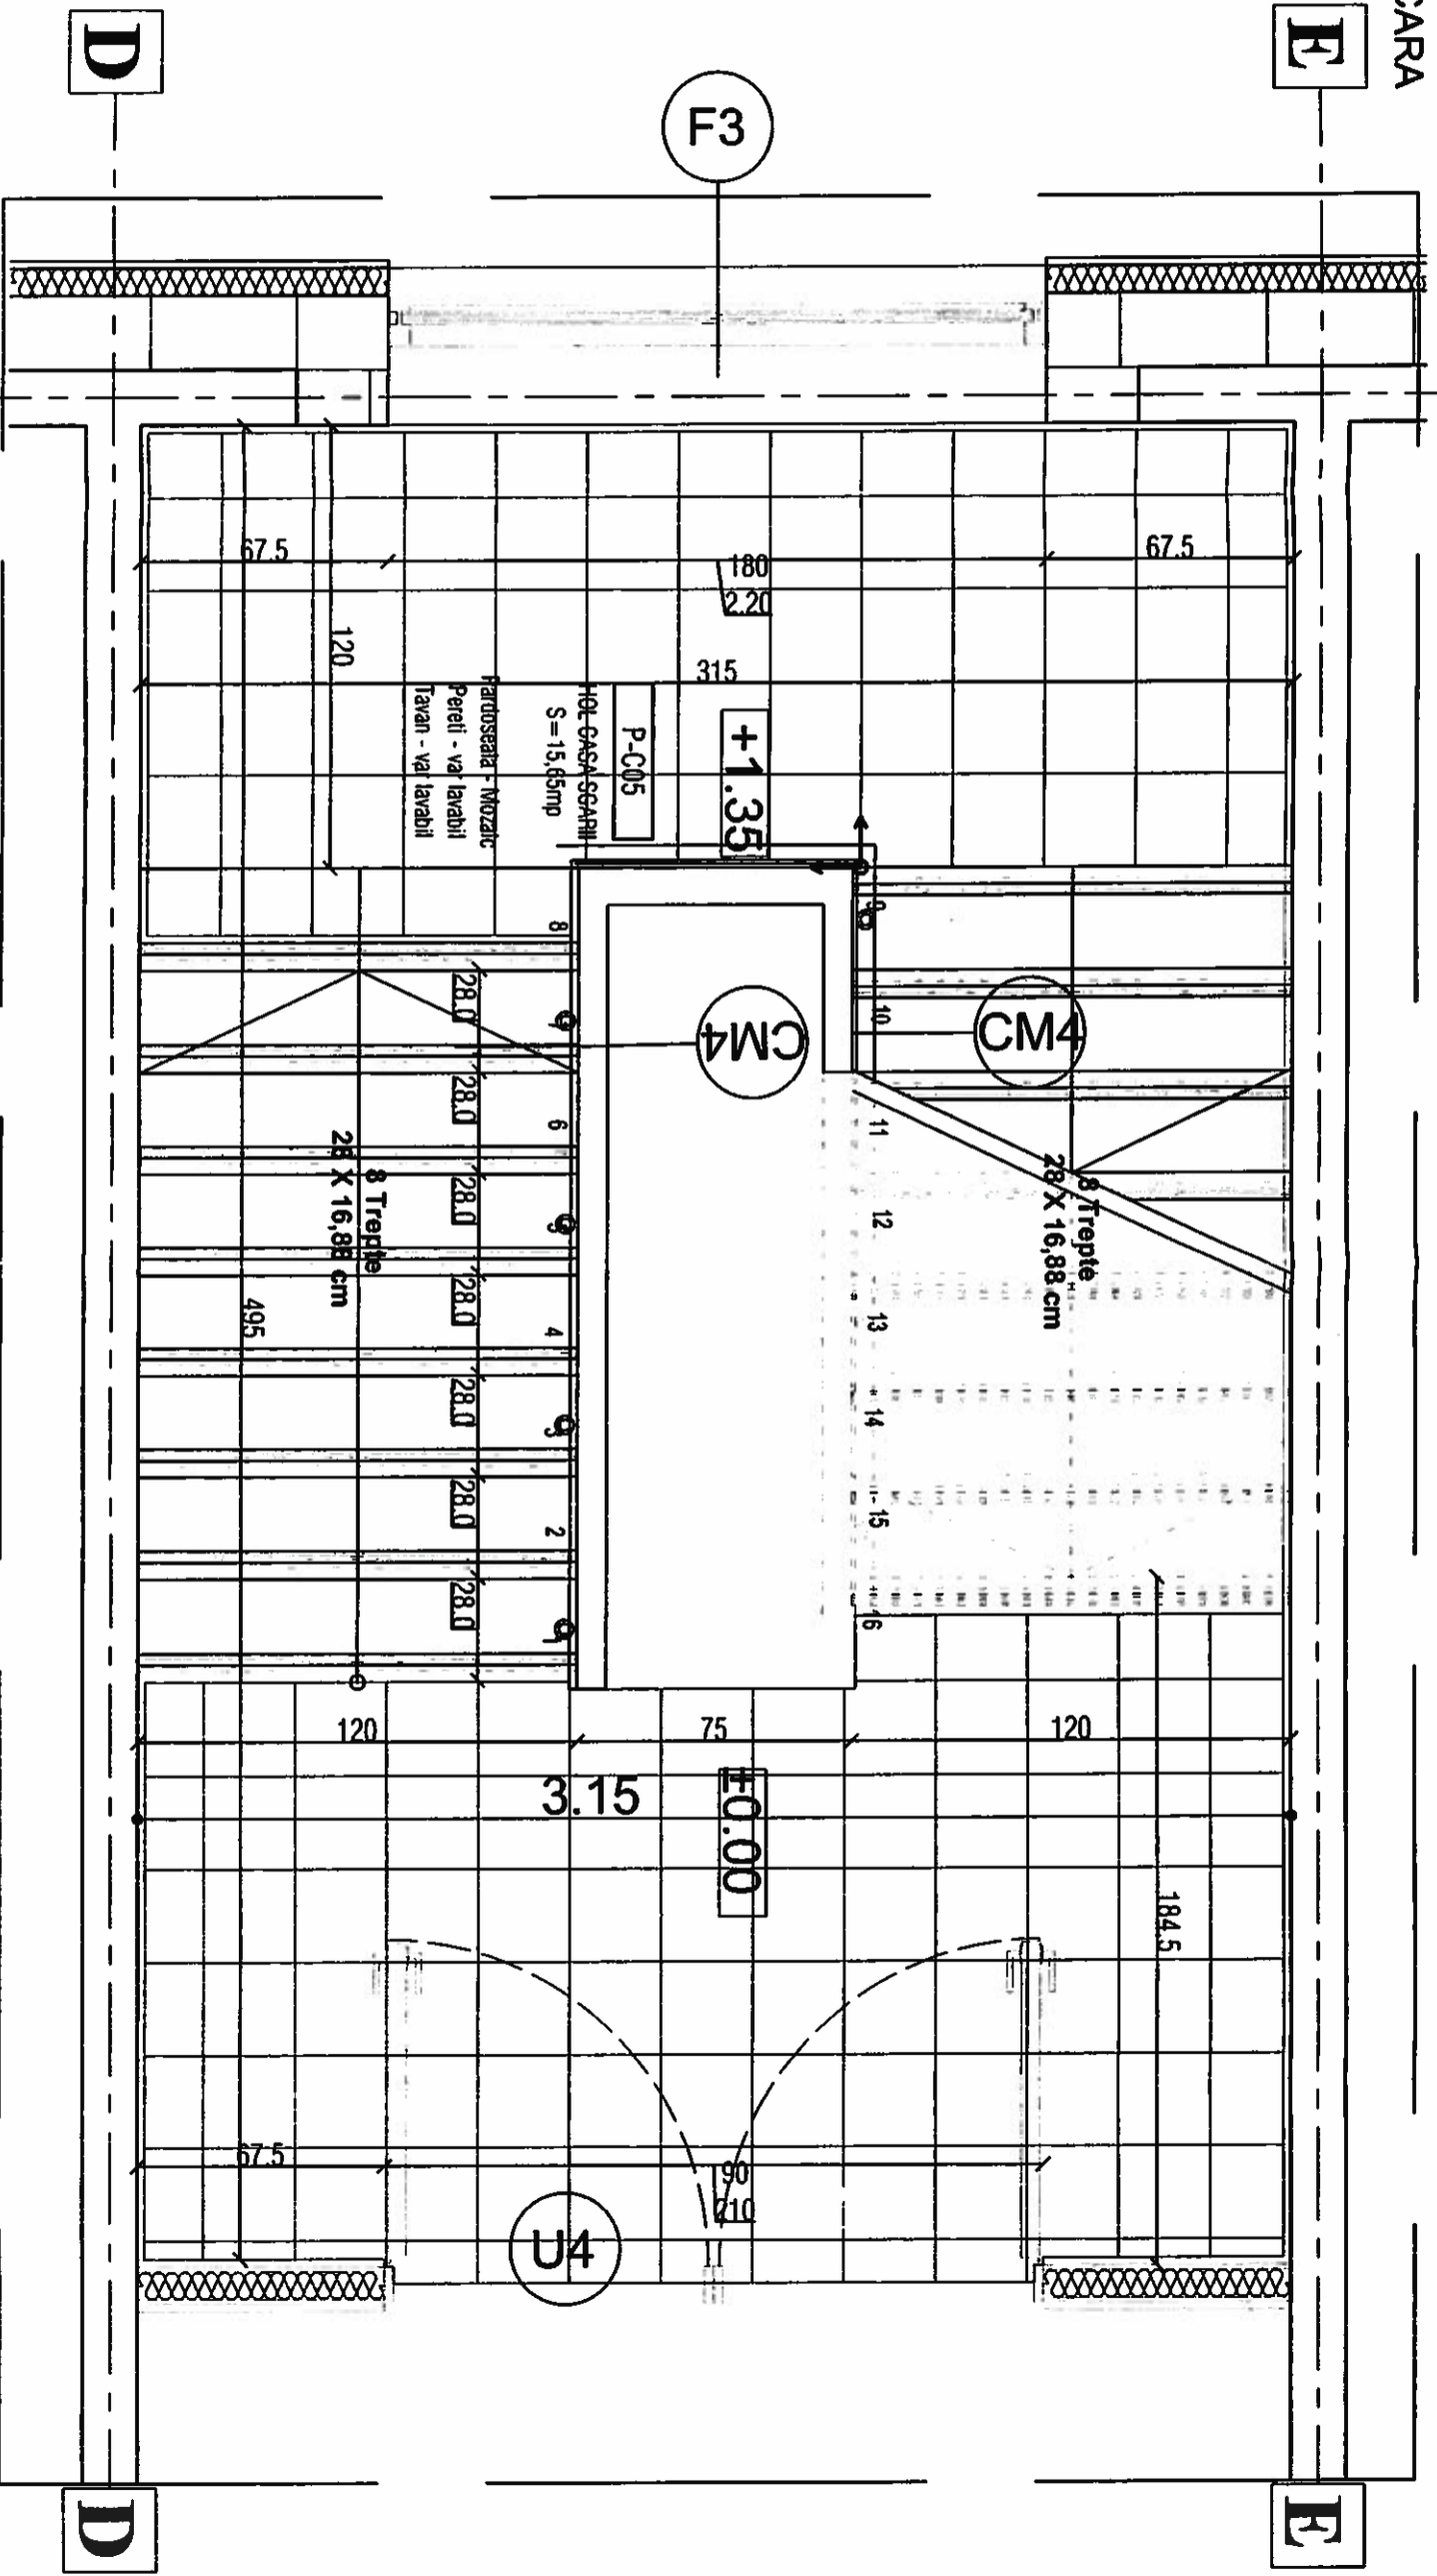 CARA
D
E
F3
67.5
180
2.20
67.5
120
315
+1.35
P-C05
HOL CASA SCARII
S=15,65mp
Pardoseala - Mozaic
Pereti - var lavabil
Tavan - var lavabil
8
9
28.0
7
CM4
10
CM4
28.0
6
11
8 Trepte
28 X 16,88 cm
8 Trepte
28 X 16,88 cm
28.0
5
12
495
28.0
4
13
28.0
3
14
28.0
2
15
28.0
1
16
120
75
120
3.15
±0.00
184.5
67.5
90
210
U4
D
E